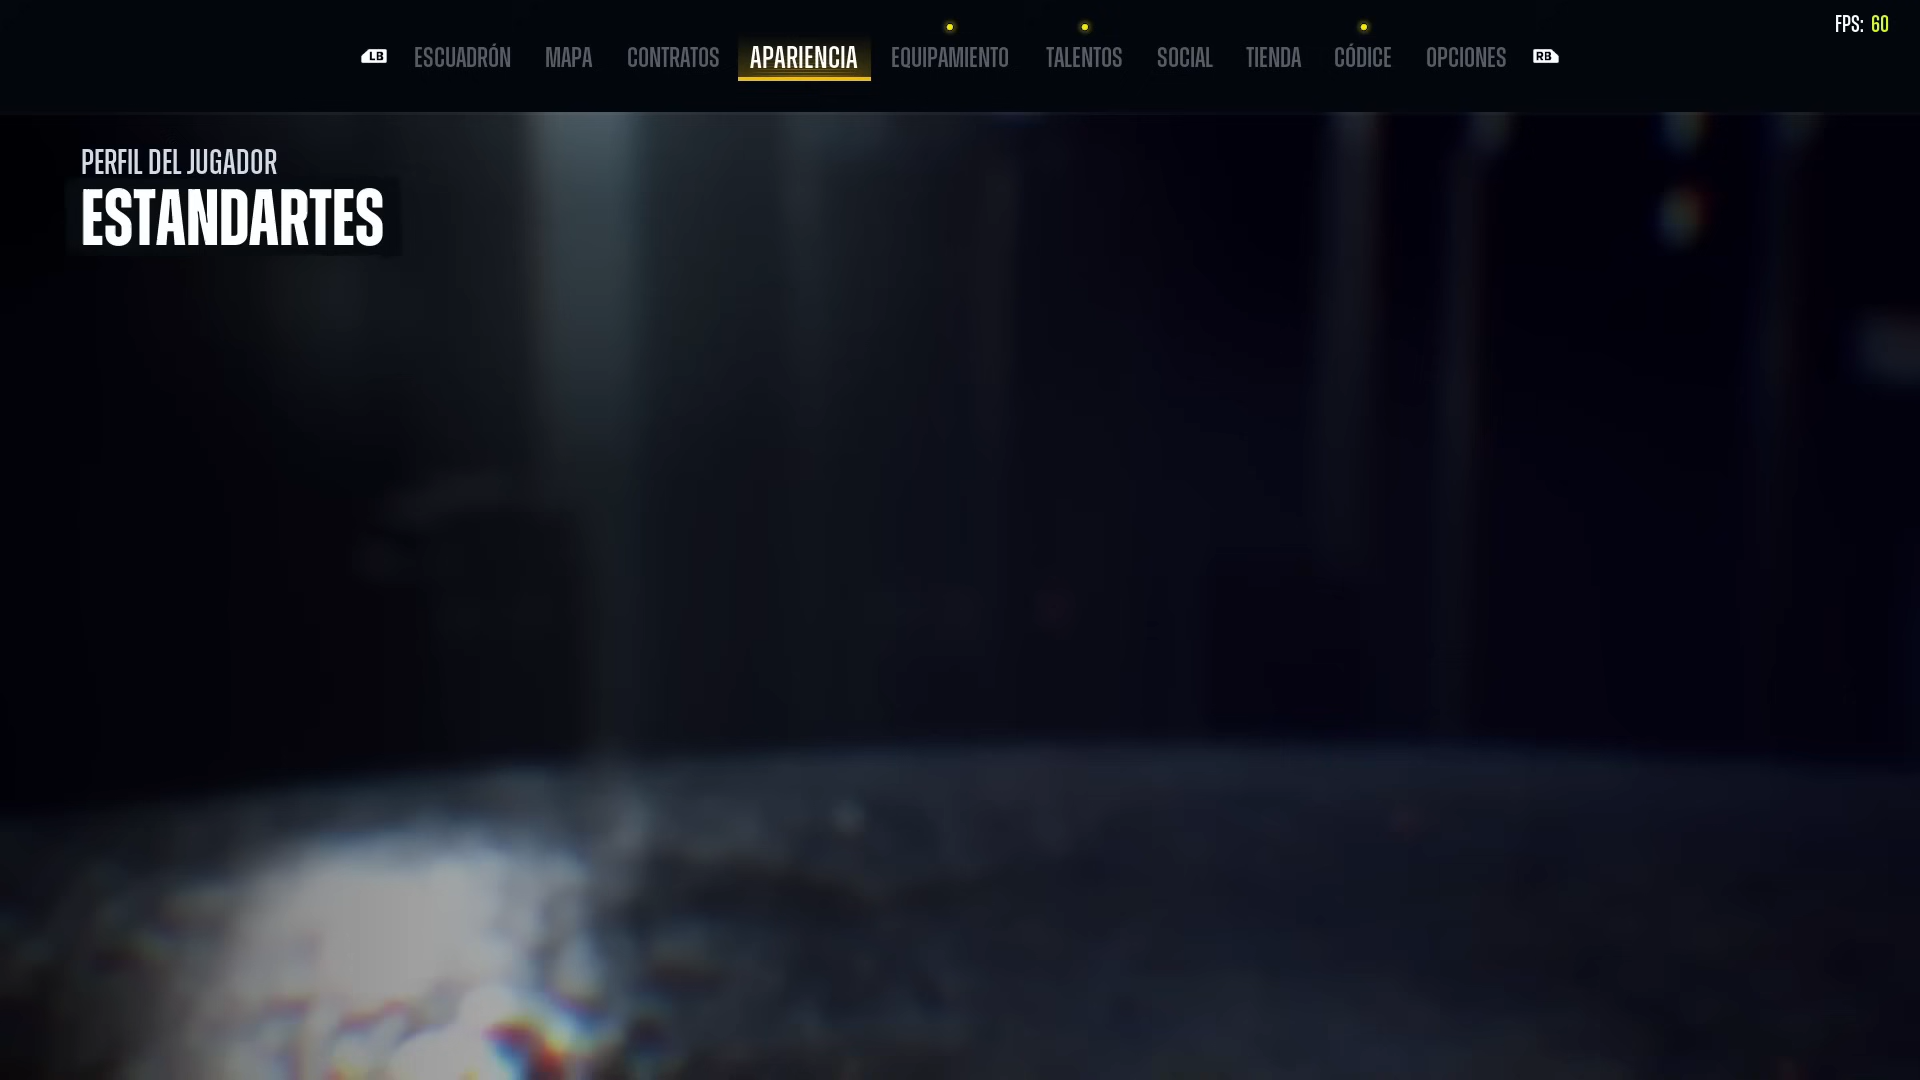 FPS: 60
LB ESCUADRÓN MAPA CONTRATOS APARIENCIA EQUIPAMIENTO TALENTOS SOCIAL TIENDA CÓDICE OPCIONES RB
PERFIL DEL JUGADOR
ESTANDARTES